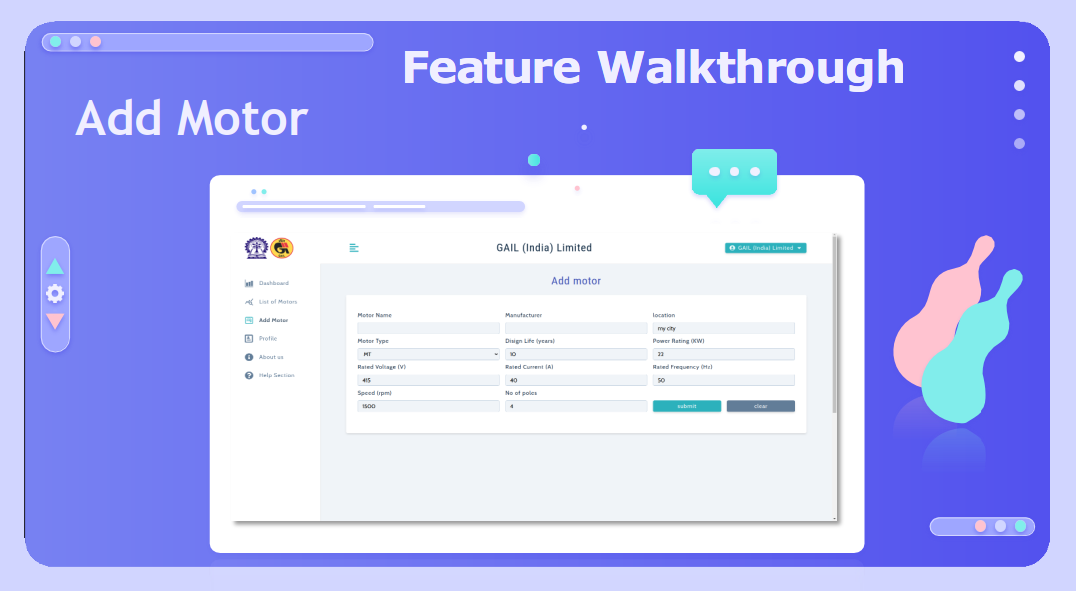 Feature Walkthrough
Add Motor
GAIL (India) Limited
GAIL (India) Limited
Dashboard
List of Motors
Add Motor
Profile
About us
Help Section
Add motor
Motor Name Manufacturer location
my city
Motor Type Disign Life (years) Power Rating (KW)
MT 10 22
Rated Voltage (V) Rated Current (A) Rated Frequency (Hz)
415 40 50
Speed (rpm) No of poles
1500 4 submit clear